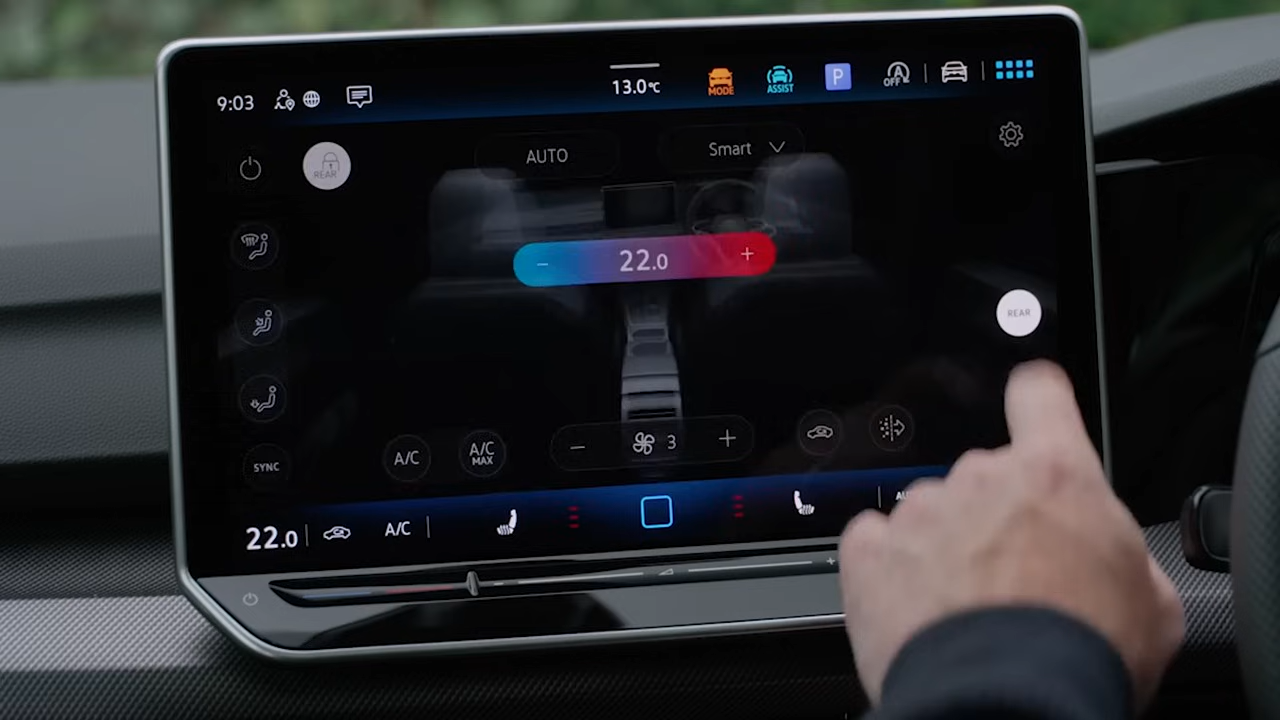 9:03
13.0°C
MODE
ASSIST
P
A
OFF
REAR
AUTO
Smart
− 22.0 +
REAR
SYNC
A/C
A/C
MAX
− 3 +
22.0
A/C